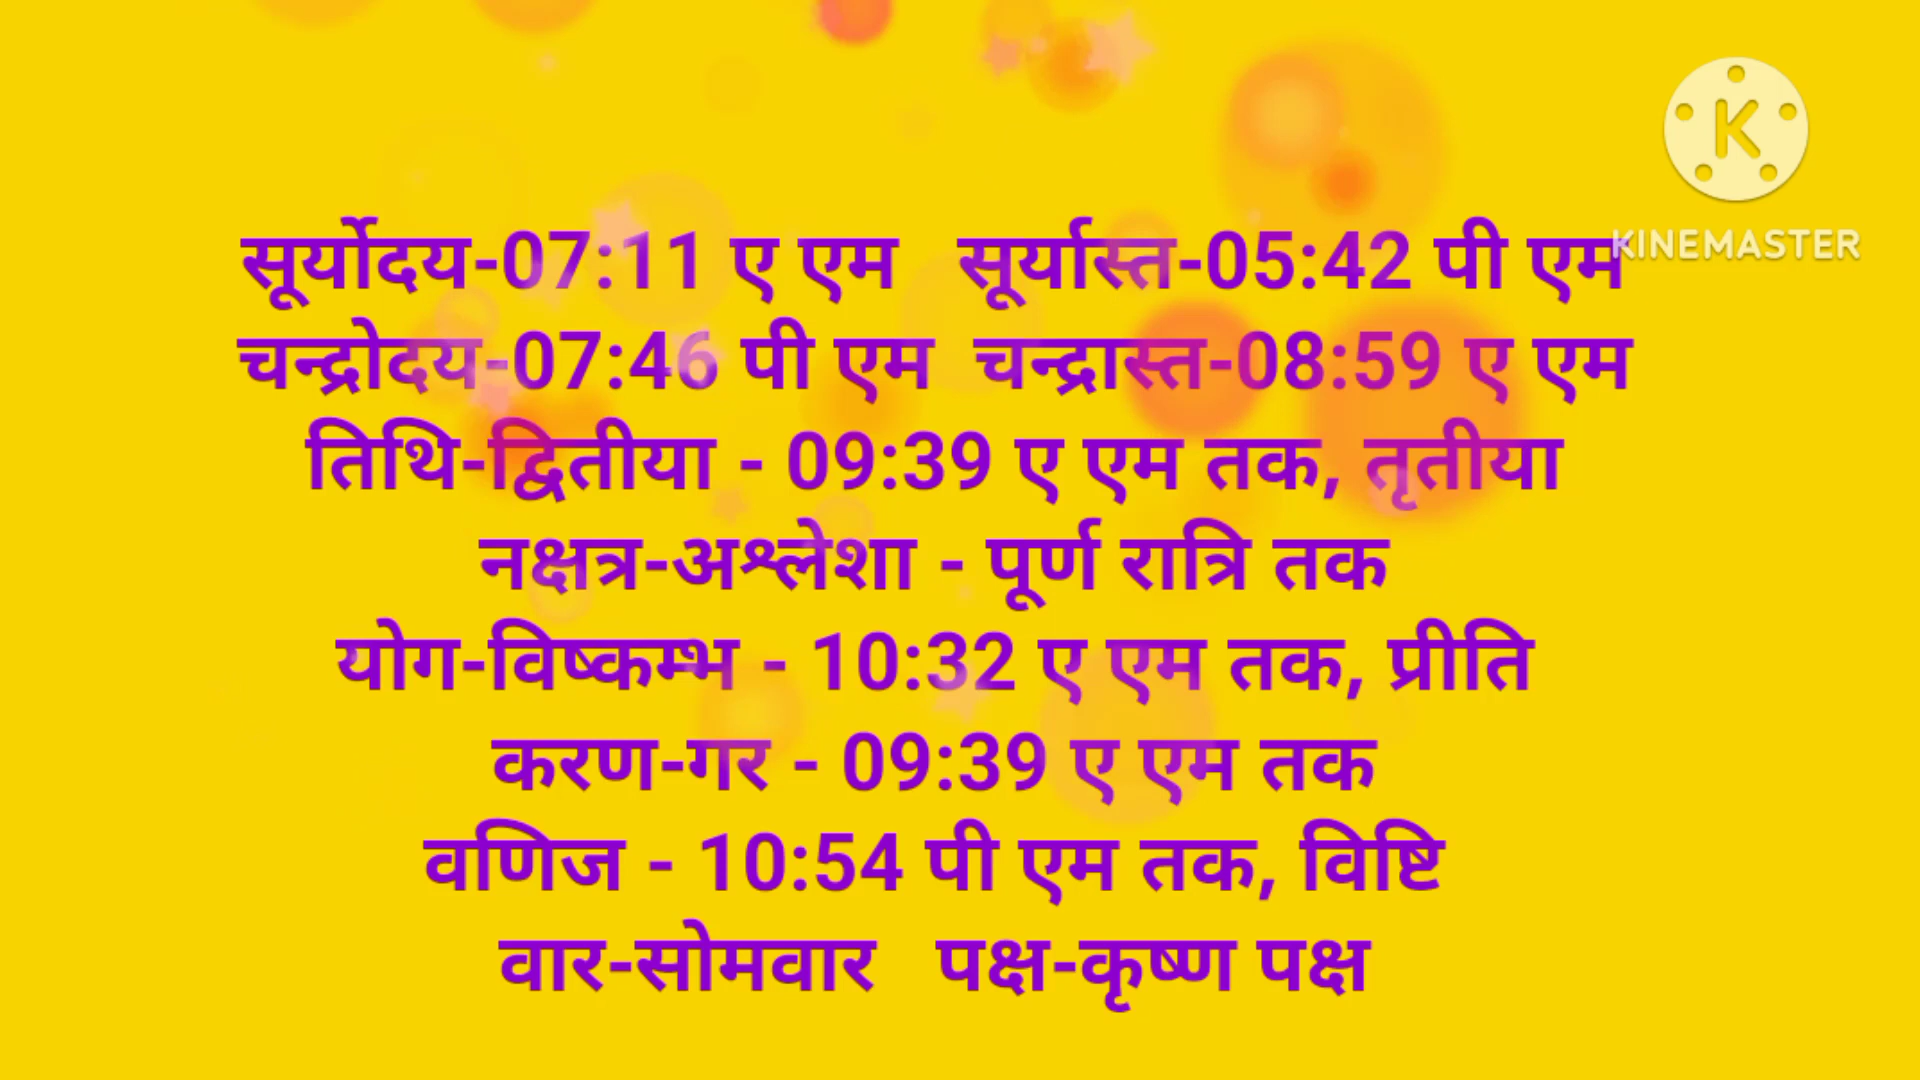 सूर्योदय-07:11 ए एम   सूर्यास्त-05:42 पी एम
चन्द्रोदय-07:46 पी एम  चन्द्रास्त-08:59 ए एम
तिथि-द्वितीया - 09:39 ए एम तक, तृतीया
नक्षत्र-अश्लेशा - पूर्ण रात्रि तक
योग-विष्कम्भ - 10:32 ए एम तक, प्रीति
करण-गर - 09:39 ए एम तक
वणिज - 10:54 पी एम तक, विष्टि
वार-सोमवार   पक्ष-कृष्ण पक्ष
K
KINEMASTER